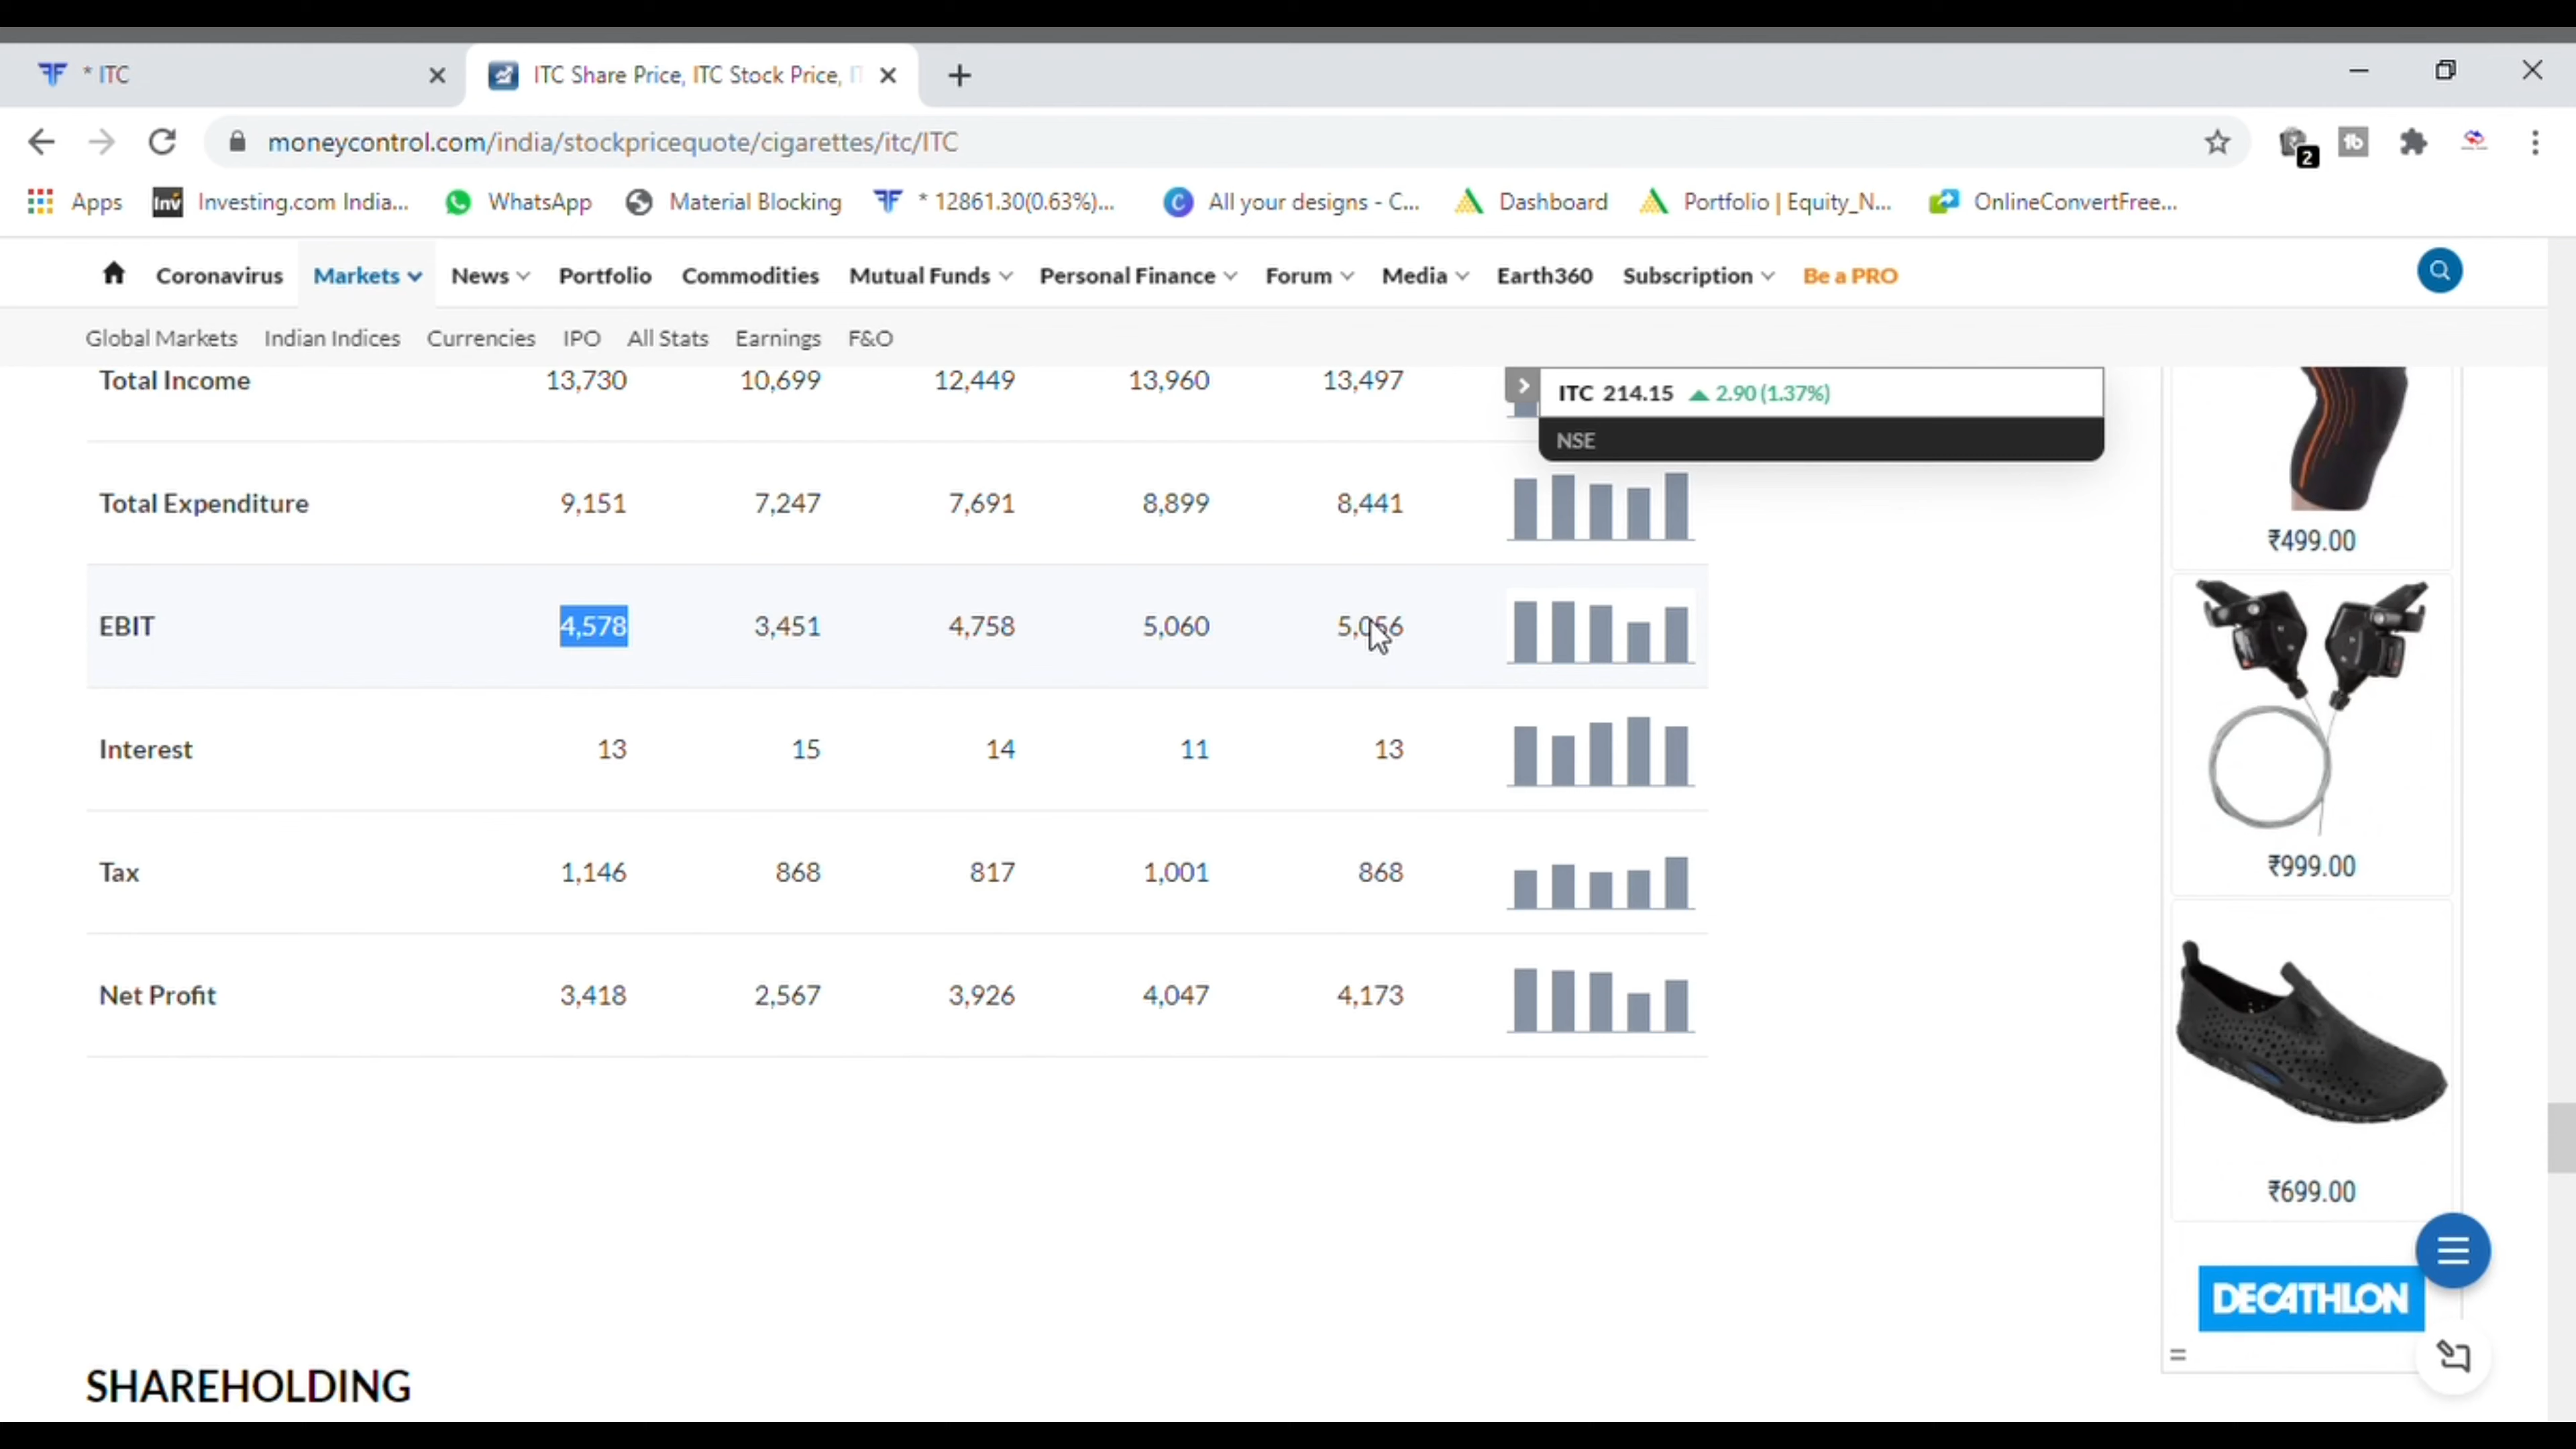 * ITC
ITC Share Price, ITC Stock Price, IT
moneycontrol.com/india/stockpricequote/cigarettes/itc/ITC
2
tb
Apps
Inv
Investing.com India...
WhatsApp
Material Blocking
* 12861.30(0.63%)...
C
All your designs - C...
Dashboard
Portfolio | Equity_N...
OnlineConvertFree...
Coronavirus Markets News Portfolio Commodities Mutual Funds Personal Finance Forum Media Earth360 Subscription Be a PRO
Global Markets Indian Indices Currencies IPO All Stats Earnings F&O
Total Income 13,730 10,699 12,449 13,960 13,497
ITC 214.15 2.90 (1.37%)
NSE
Total Expenditure 9,151 7,247 7,691 8,899 8,441
₹499.00
EBIT 4,578 3,451 4,758 5,060 5,056
Interest 13 15 14 11 13
Tax 1,146 868 817 1,001 868
₹999.00
Net Profit 3,418 2,567 3,926 4,047 4,173
₹699.00
DECATHLON
SHAREHOLDING